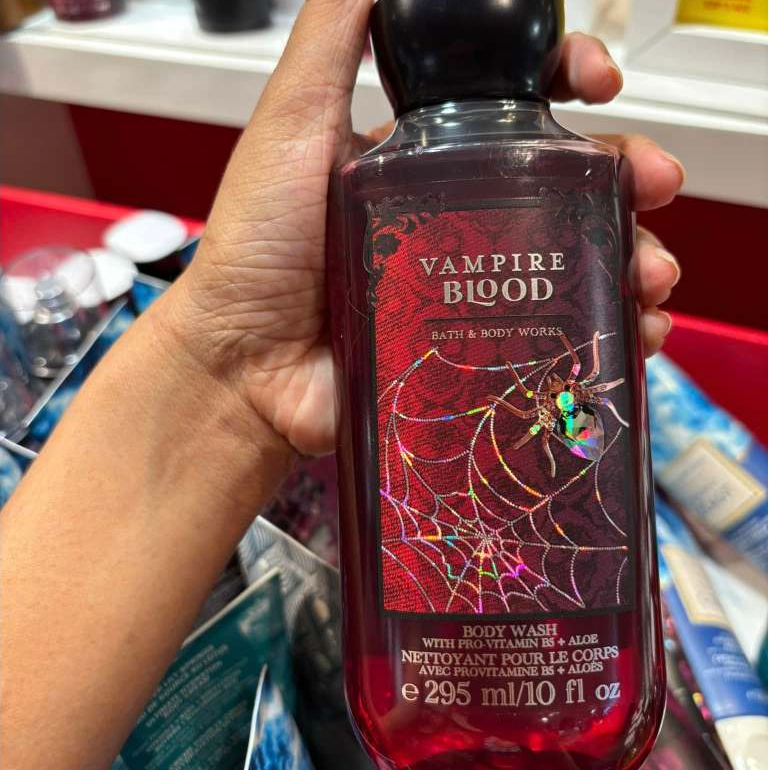 VAMPIRE
BLOOD
BATH & BODY WORKS
BODY WASH
WITH PRO-VITAMIN B5 + ALOE
NETTOYANT POUR LE CORPS
AVEC PROVITAMINE B5 + ALOÈS
e 295 ml/10 fl oz